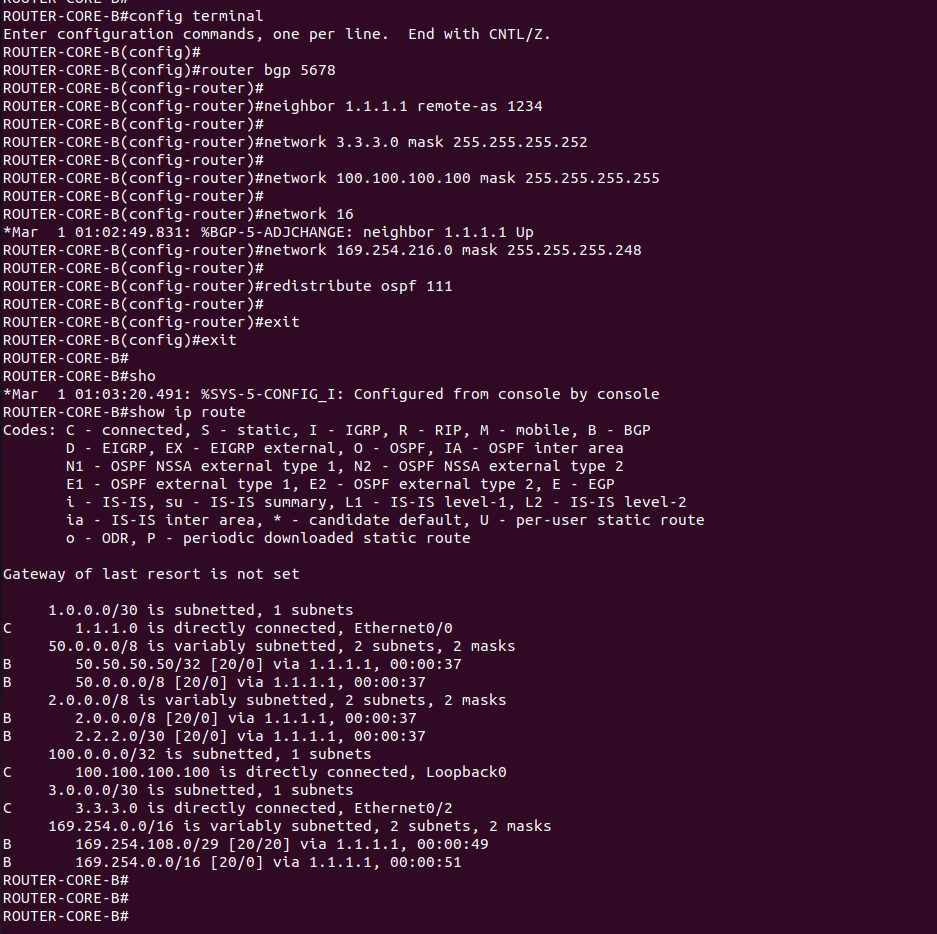 ROUTER-CORE-B#
ROUTER-CORE-B#config terminal
Enter configuration commands, one per line.  End with CNTL/Z.
ROUTER-CORE-B(config)#
ROUTER-CORE-B(config)#router bgp 5678
ROUTER-CORE-B(config-router)#
ROUTER-CORE-B(config-router)#neighbor 1.1.1.1 remote-as 1234
ROUTER-CORE-B(config-router)#
ROUTER-CORE-B(config-router)#network 3.3.3.0 mask 255.255.255.252
ROUTER-CORE-B(config-router)#
ROUTER-CORE-B(config-router)#network 100.100.100.100 mask 255.255.255.255
ROUTER-CORE-B(config-router)#
ROUTER-CORE-B(config-router)#network 16
*Mar  1 01:02:49.831: %BGP-5-ADJCHANGE: neighbor 1.1.1.1 Up
ROUTER-CORE-B(config-router)#network 169.254.216.0 mask 255.255.255.248
ROUTER-CORE-B(config-router)#
ROUTER-CORE-B(config-router)#redistribute ospf 111
ROUTER-CORE-B(config-router)#
ROUTER-CORE-B(config-router)#exit
ROUTER-CORE-B(config)#exit
ROUTER-CORE-B#
ROUTER-CORE-B#sho
*Mar  1 01:03:20.491: %SYS-5-CONFIG_I: Configured from console by console
ROUTER-CORE-B#show ip route
Codes: C - connected, S - static, I - IGRP, R - RIP, M - mobile, B - BGP
       D - EIGRP, EX - EIGRP external, O - OSPF, IA - OSPF inter area
       N1 - OSPF NSSA external type 1, N2 - OSPF NSSA external type 2
       E1 - OSPF external type 1, E2 - OSPF external type 2, E - EGP
       i - IS-IS, su - IS-IS summary, L1 - IS-IS level-1, L2 - IS-IS level-2
       ia - IS-IS inter area, * - candidate default, U - per-user static route
       o - ODR, P - periodic downloaded static route

Gateway of last resort is not set

     1.0.0.0/30 is subnetted, 1 subnets
C       1.1.1.0 is directly connected, Ethernet0/0
     50.0.0.0/8 is variably subnetted, 2 subnets, 2 masks
B       50.50.50.50/32 [20/0] via 1.1.1.1, 00:00:37
B       50.0.0.0/8 [20/0] via 1.1.1.1, 00:00:37
     2.0.0.0/8 is variably subnetted, 2 subnets, 2 masks
B       2.0.0.0/8 [20/0] via 1.1.1.1, 00:00:37
B       2.2.2.0/30 [20/0] via 1.1.1.1, 00:00:37
     100.0.0.0/32 is subnetted, 1 subnets
C       100.100.100.100 is directly connected, Loopback0
     3.0.0.0/30 is subnetted, 1 subnets
C       3.3.3.0 is directly connected, Ethernet0/2
     169.254.0.0/16 is variably subnetted, 2 subnets, 2 masks
B       169.254.108.0/29 [20/20] via 1.1.1.1, 00:00:49
B       169.254.0.0/16 [20/0] via 1.1.1.1, 00:00:51
ROUTER-CORE-B#
ROUTER-CORE-B#
ROUTER-CORE-B#